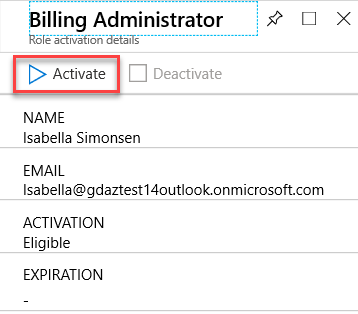 Billing Administrator
Role activation details
Activate Deactivate
NAME
Isabella Simonsen
EMAIL
Isabella@gdaztest14outlook.onmicrosoft.com
ACTIVATION
Eligible
EXPIRATION
-